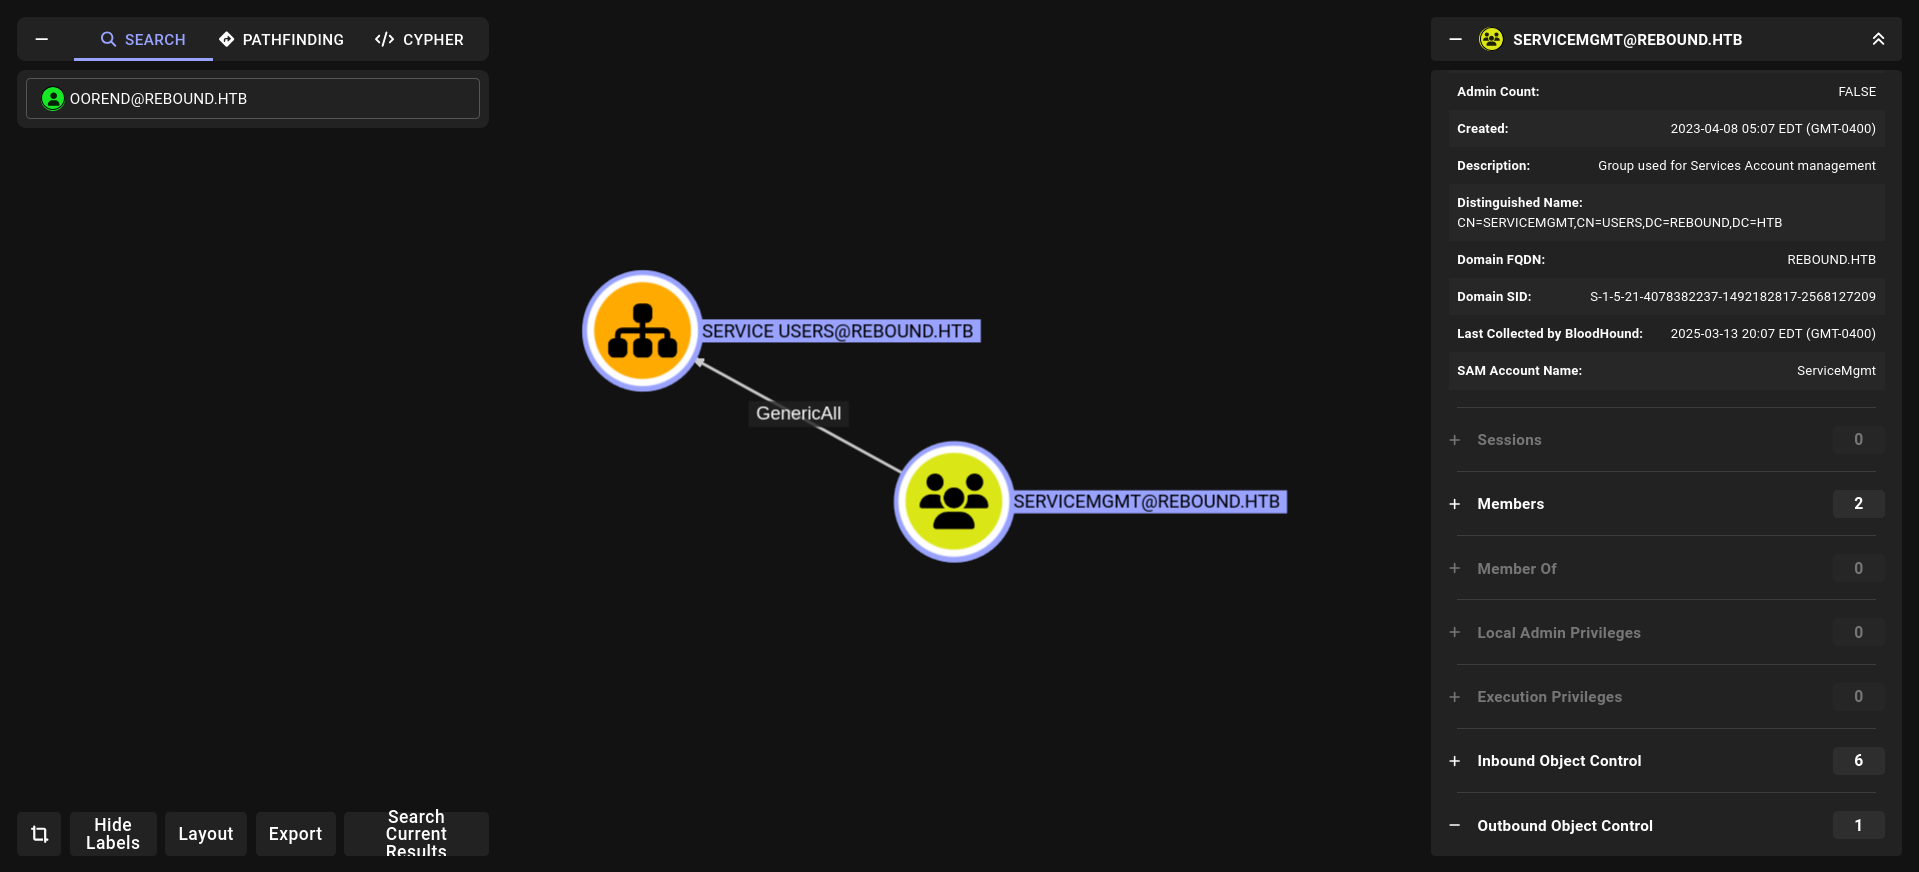 SEARCH
PATHFINDING
CYPHER
OOREND@REBOUND.HTB
SERVICE USERS@REBOUND.HTB
GenericAll
SERVICEMGMT@REBOUND.HTB
Hide
Labels
Layout
Export
Search
Current
Results
SERVICEMGMT@REBOUND.HTB
Admin Count: FALSE
Created: 2023-04-08 05:07 EDT (GMT-0400)
Description: Group used for Services Account management
Distinguished Name:
CN=SERVICEMGMT,CN=USERS,DC=REBOUND,DC=HTB
Domain FQDN: REBOUND.HTB
Domain SID: S-1-5-21-4078382237-1492182817-2568127209
Last Collected by BloodHound: 2025-03-13 20:07 EDT (GMT-0400)
SAM Account Name: ServiceMgmt
Sessions 0
Members 2
Member Of 0
Local Admin Privileges 0
Execution Privileges 0
Inbound Object Control 6
Outbound Object Control 1